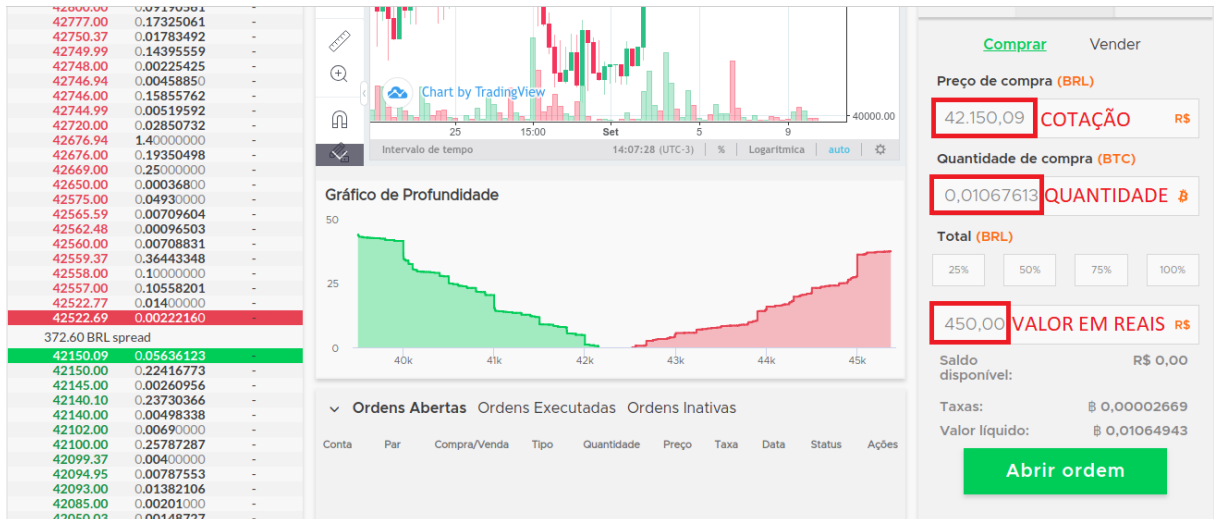 42800.00 0.09190581 -
42777.00 0.17325061 -
42750.37 0.01783492 -
42749.99 0.14395559 -
42748.00 0.00225425 -
42746.94 0.00458850 -
42746.00 0.15855762 -
42744.99 0.00519592 -
42720.00 0.02850732 -
42676.94 1.40000000 -
42676.00 0.19350498 -
42669.00 0.25000000 -
42650.00 0.00036800 -
42575.00 0.04930000 -
42565.59 0.00709604 -
42562.48 0.00096503 -
42560.00 0.00708831 -
42559.37 0.36443348 -
42558.00 0.10000000 -
42557.00 0.10558201 -
42522.77 0.01400000 -
42522.69 0.00222160 -
372.60 BRL spread
42150.09 0.05636123 -
42150.00 0.22416773 -
42145.00 0.00260956 -
42140.10 0.23730366 -
42140.00 0.00498338 -
42102.00 0.00690000 -
42100.00 0.25787287 -
42099.37 0.00400000 -
42094.95 0.00787553 -
42093.00 0.01382106 -
42085.00 0.00201000 -
42050.03 0.00148727 -
Chart by TradingView
40000.00
25 15:00 Set 5 9
Intervalo de tempo 14:07:28 (UTC-3) % Logarítmica auto
Gráfico de Profundidade
50
25
0
40k 41k 42k 43k 44k 45k
Ordens Abertas Ordens Executadas Ordens Inativas
Conta Par Compra/Venda Tipo Quantidade Preço Taxa Data Status Ações
Comprar Vender
Preço de compra (BRL)
42.150,09 COTAÇÃO R$
Quantidade de compra (BTC)
0,01067613 QUANTIDADE ₿
Total (BRL)
25% 50% 75% 100%
450,00 VALOR EM REAIS R$
Saldo disponível: R$ 0,00
Taxas: ฿ 0,00002669
Valor líquido: ฿ 0,01064943
Abrir ordem